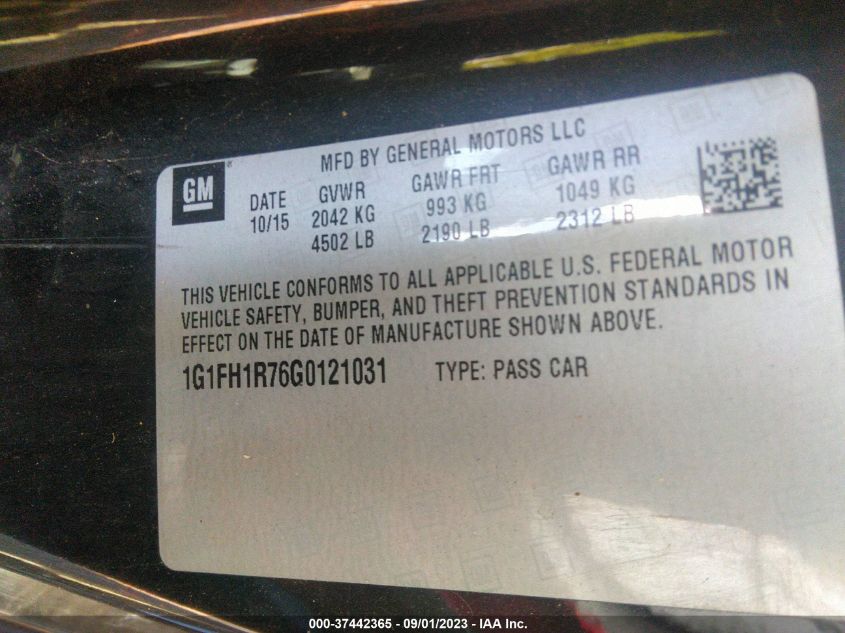 MFD BY GENERAL MOTORS LLC
GM
DATE GVWR GAWR FRT GAWR RR
10/15 2042 KG 993 KG 1049 KG
4502 LB 2190 LB 2312 LB
THIS VEHICLE CONFORMS TO ALL APPLICABLE U.S. FEDERAL MOTOR
VEHICLE SAFETY, BUMPER, AND THEFT PREVENTION STANDARDS IN
EFFECT ON THE DATE OF MANUFACTURE SHOWN ABOVE.
1G1FH1R76G0121031 TYPE: PASS CAR
000-37442365 - 09/01/2023 - IAA Inc.